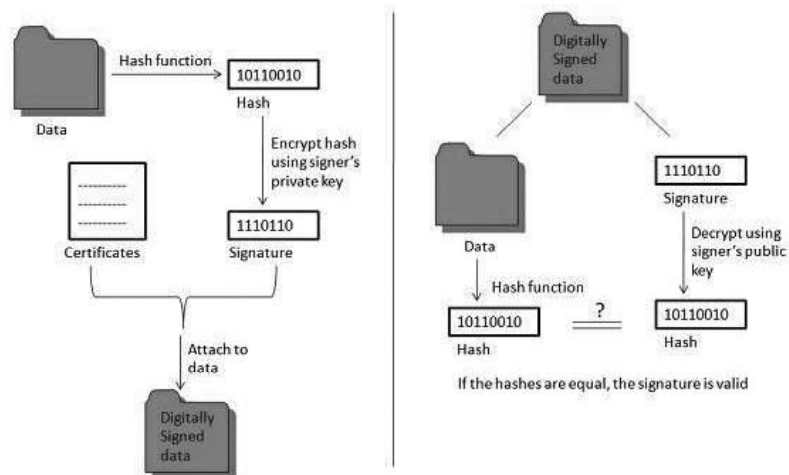 Data
Hash function
10110010
Hash
Encrypt hash
using signer's
private key
Certificates
1110110
Signature
Attach to
data
Digitally
Signed
data
Digitally
Signed
data
Data
1110110
Signature
Hash function
Decrypt using
signer's public
key
10110010
Hash
?
10110010
Hash
If the hashes are equal, the signature is valid